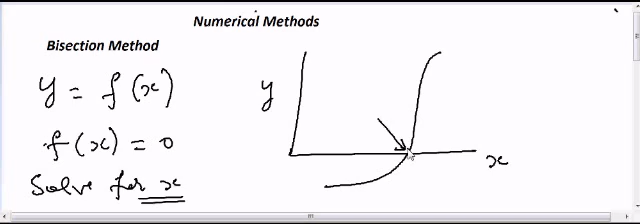 Numerical Methods
Bisection Method
y = f(x)
f(x) = 0
Solve for x
y
x